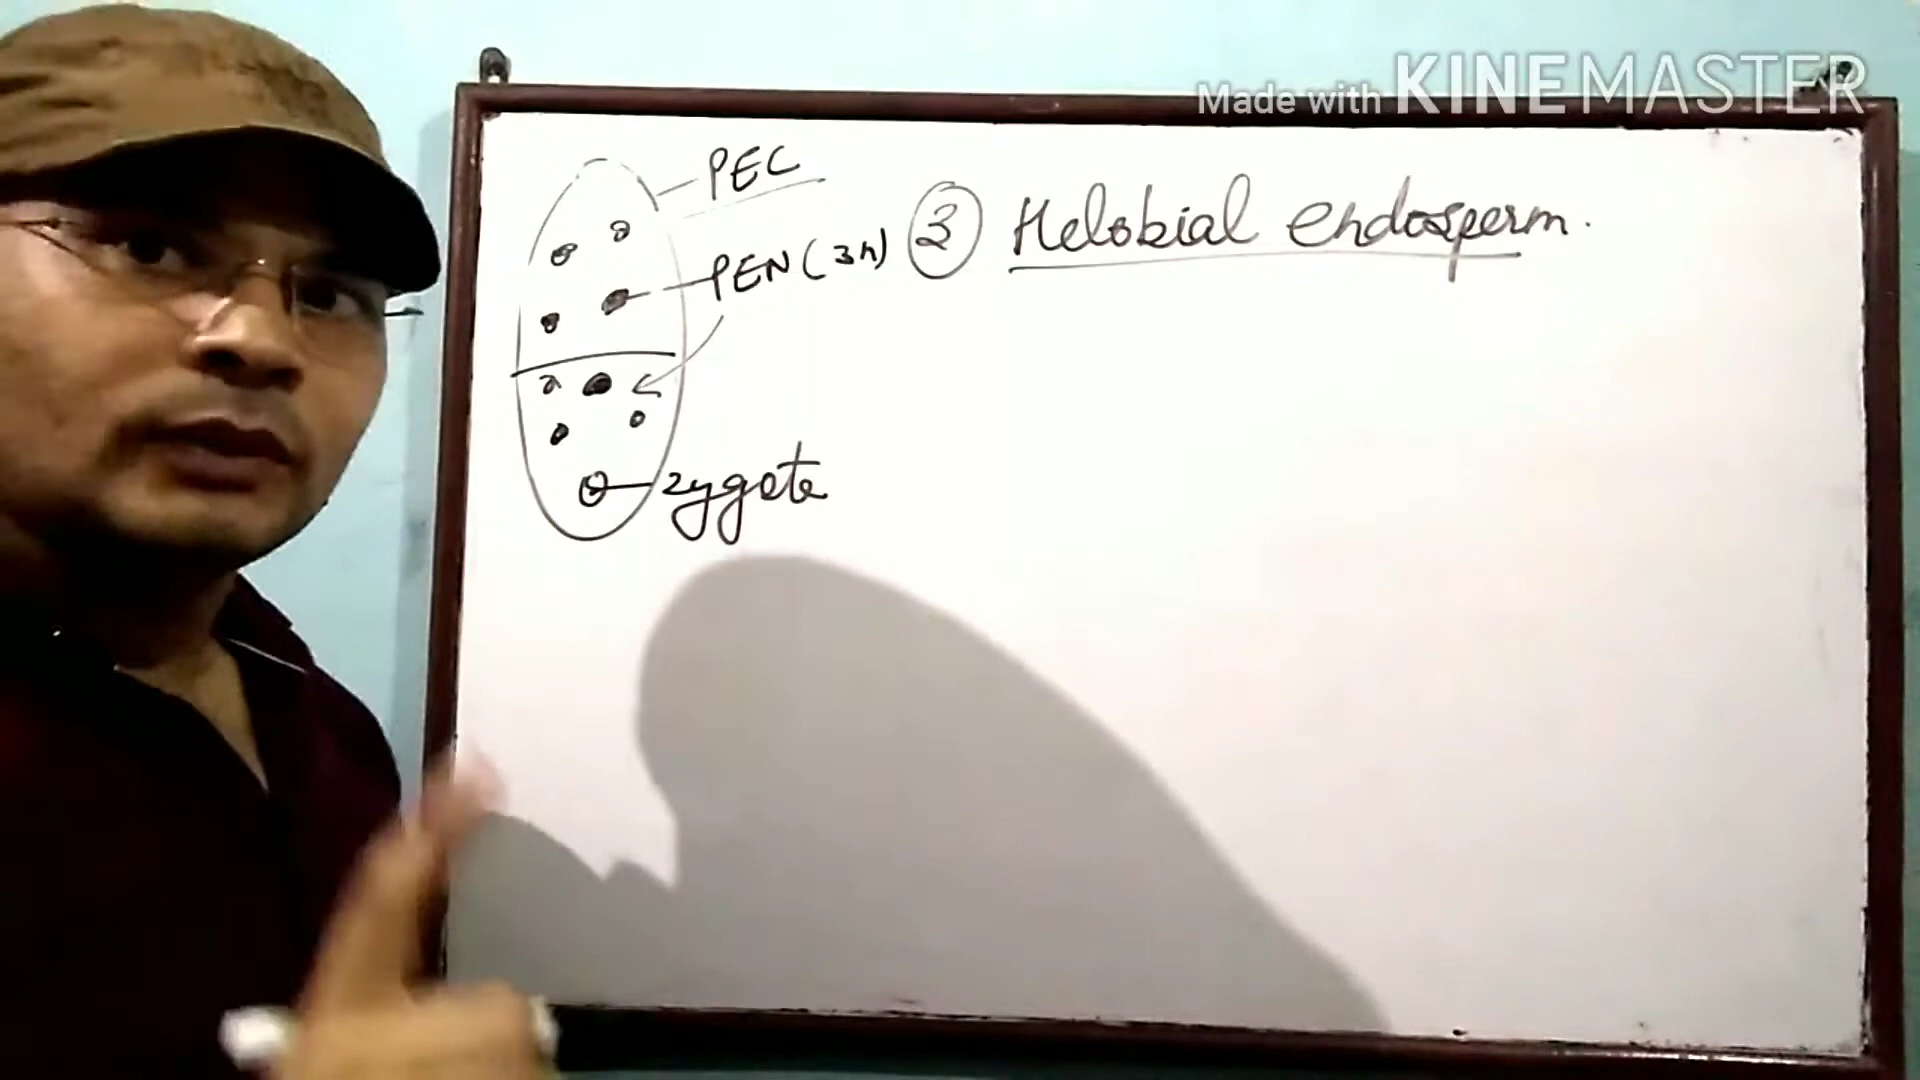 Made with KINEMASTER
PEC
PEN (3n)
③ Helobial endosperm.
zygote